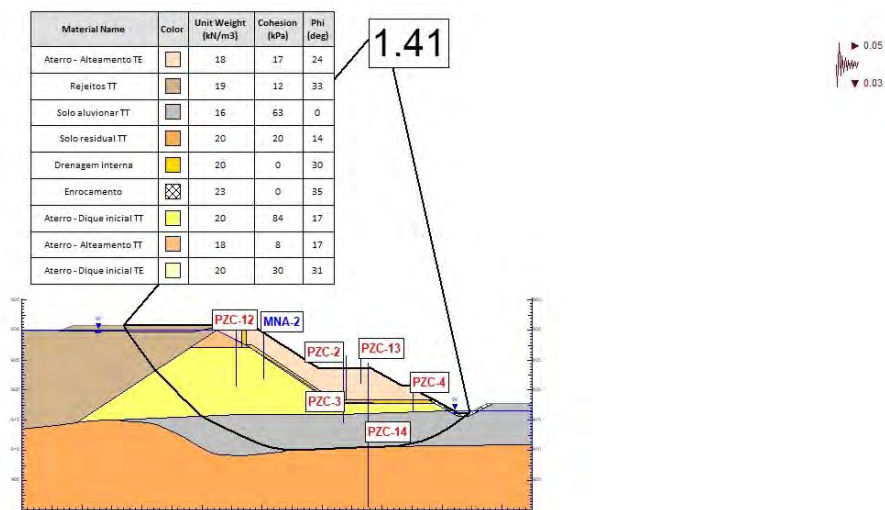 Material Name Color Unit Weight (kN/m3) Cohesion (kPa) Phi (deg)
Aterro - Alteamento TE 18 17 24
Rejeitos TT 19 12 33
Solo aluvionar TT 16 63 0
Solo residual TT 20 20 14
Drenagem interna 20 0 30
Enrocamento 23 0 35
Aterro - Dique inicial TT 20 84 17
Aterro - Alteamento TT 18 8 17
Aterro - Dique inicial TE 20 30 31
1.41
0.05
0.03
W
PZC-12
MNA-2
PZC-2
PZC-13
PZC-3
PZC-4
W
PZC-14